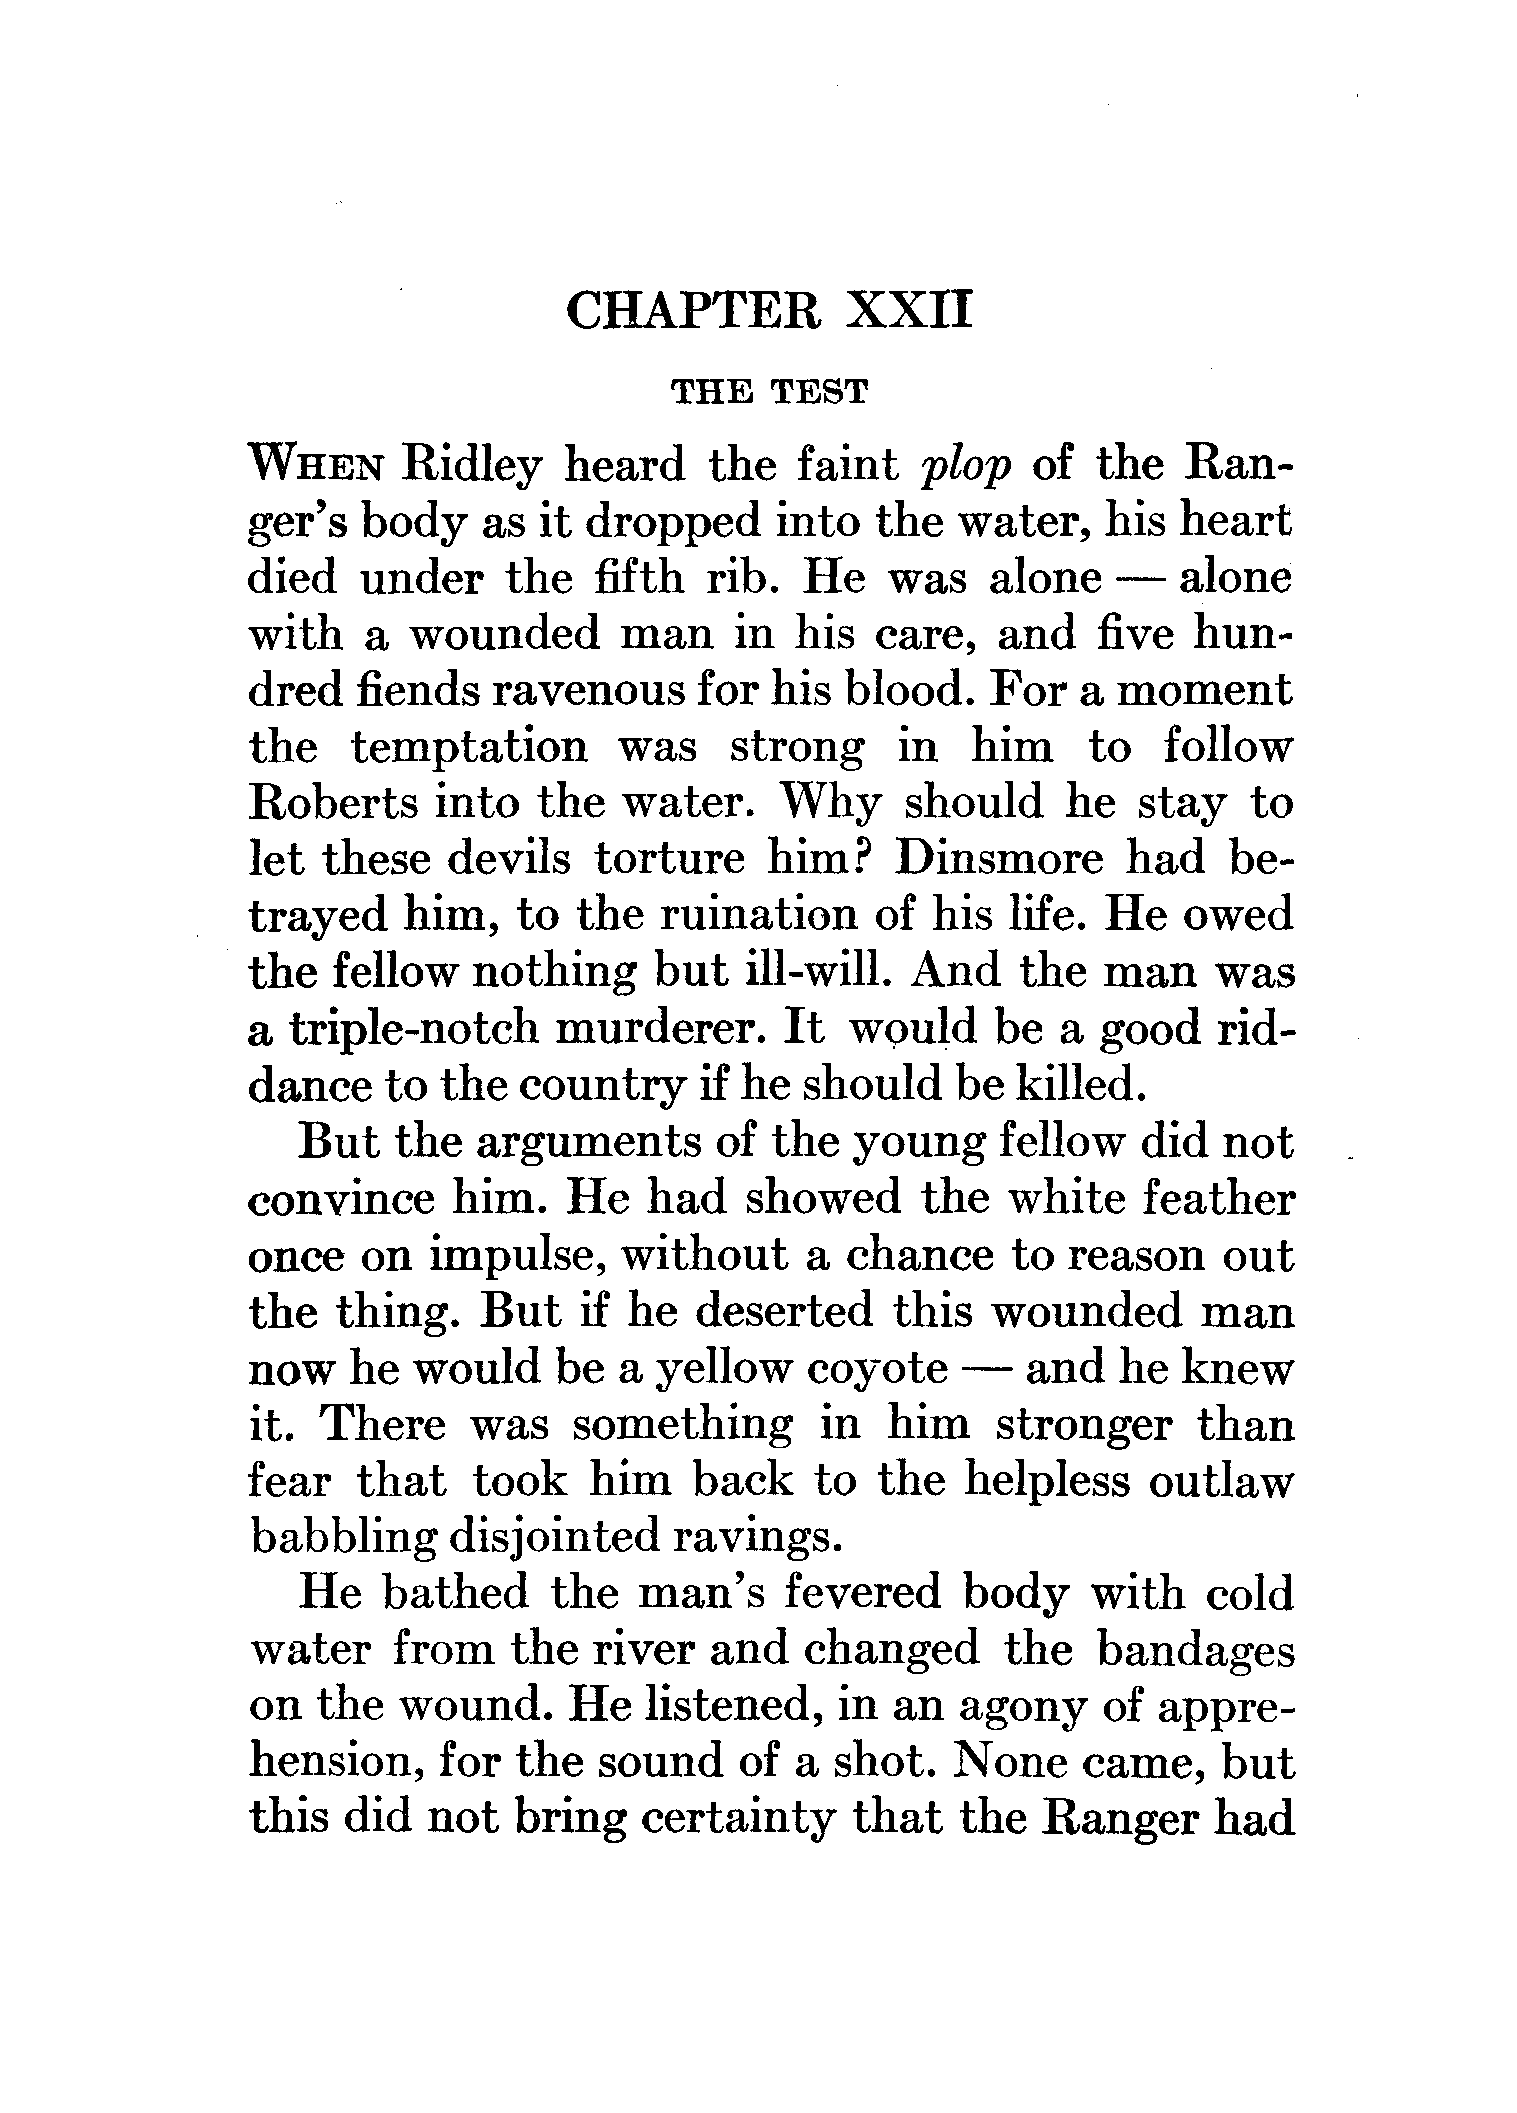 CHAPTER XXII
THE TEST
WHEN Ridley heard the faint plop of the Ran-
ger's body as it dropped into the water, his heart
died under the fifth rib. He was alone — alone
with a wounded man in his care, and five hun-
dred fiends ravenous for his blood. For a moment
the temptation was strong in him to follow
Roberts into the water. Why should he stay to
let these devils torture him? Dinsmore had be-
trayed him, to the ruination of his life. He owed
the fellow nothing but ill-will. And the man was
a triple-notch murderer. It would be a good rid-
dance to the country if he should be killed.
But the arguments of the young fellow did not
convince him. He had showed the white feather
once on impulse, without a chance to reason out
the thing. But if he deserted this wounded man
now he would be a yellow coyote — and he knew
it. There was something in him stronger than
fear that took him back to the helpless outlaw
babbling disjointed ravings.
He bathed the man's fevered body with cold
water from the river and changed the bandages
on the wound. He listened, in an agony of appre-
hension, for the sound of a shot. None came, but
this did not bring certainty that the Ranger had